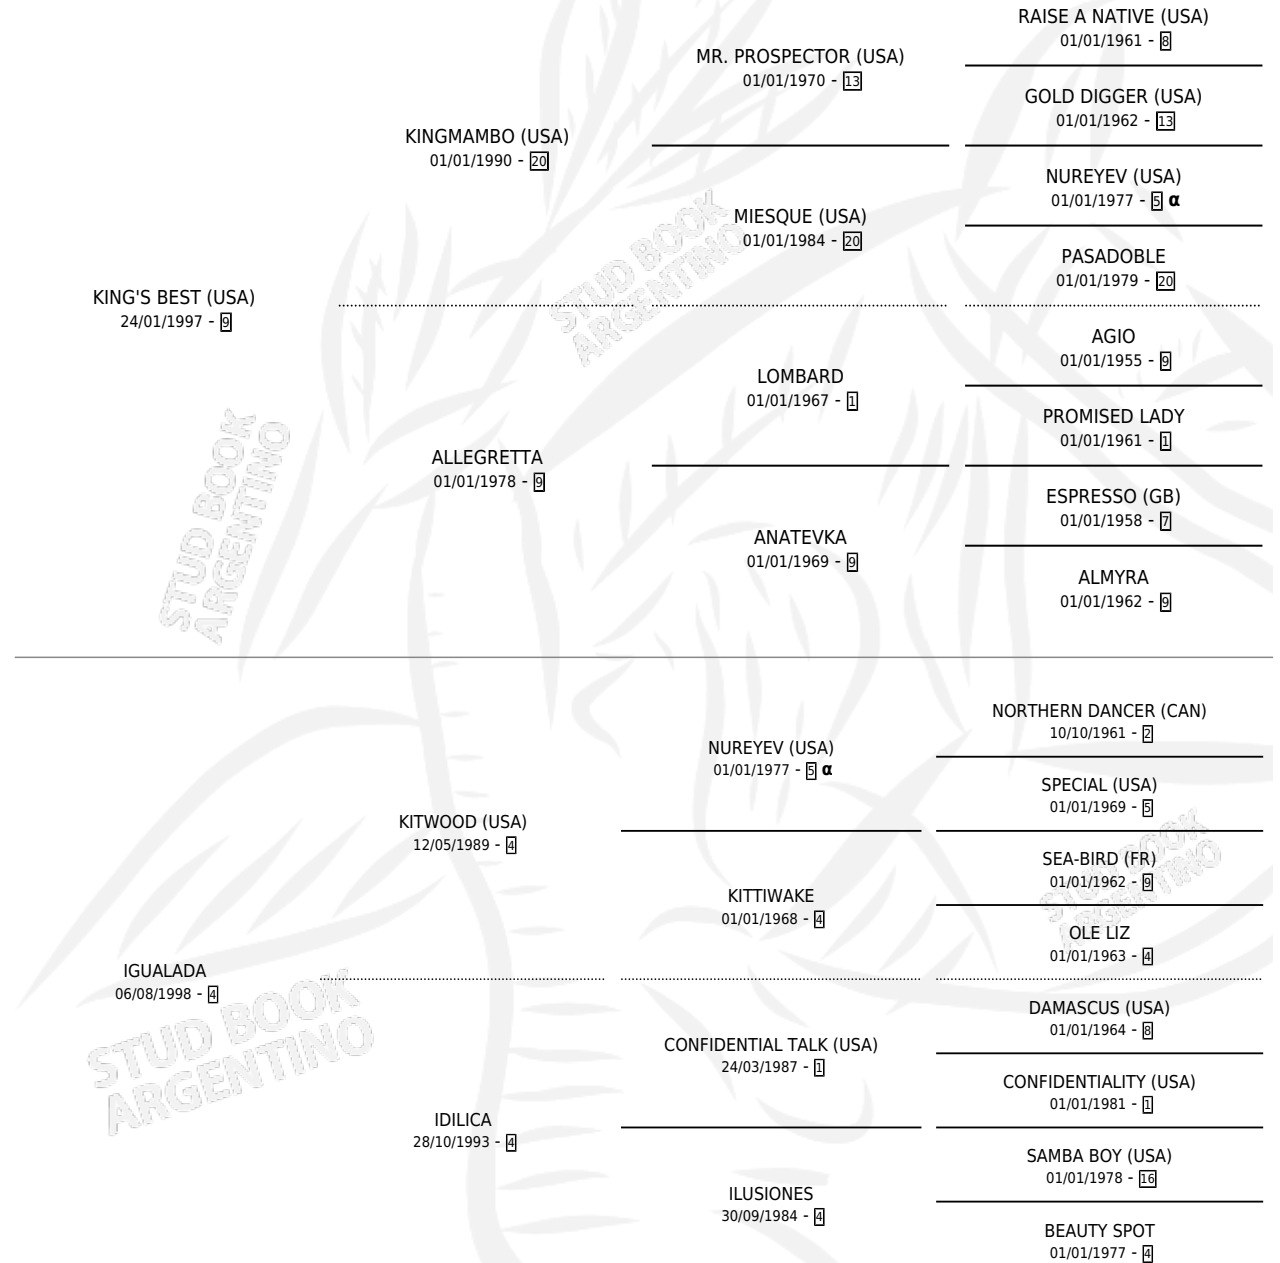 RAISE A NATIVE (USA)
01/01/1961 - 8
MR. PROSPECTOR (USA)
01/01/1970 - 13
GOLD DIGGER (USA)
01/01/1962 - 13
KINGMAMBO (USA)
01/01/1990 - 20
NUREYEV (USA)
01/01/1977 - 5 α
MIESQUE (USA)
01/01/1984 - 20
PASADOBLE
01/01/1979 - 20
KING'S BEST (USA)
24/01/1997 - 9
AGIO
01/01/1955 - 9
LOMBARD
01/01/1967 - 1
PROMISED LADY
01/01/1961 - 1
ALLEGRETTA
01/01/1978 - 9
ESPRESSO (GB)
01/01/1958 - 7
ANATEVKA
01/01/1969 - 9
ALMYRA
01/01/1962 - 9
NORTHERN DANCER (CAN)
10/10/1961 - 2
NUREYEV (USA)
01/01/1977 - 5 α
SPECIAL (USA)
01/01/1969 - 5
KITWOOD (USA)
12/05/1989 - 4
SEA-BIRD (FR)
01/01/1962 - 9
KITTIWAKE
01/01/1968 - 4
OLE LIZ
01/01/1963 - 4
IGUALADA
06/08/1998 - 4
DAMASCUS (USA)
01/01/1964 - 8
CONFIDENTIAL TALK (USA)
24/03/1987 - 1
CONFIDENTIALITY (USA)
01/01/1981 - 1
IDILICA
28/10/1993 - 4
SAMBA BOY (USA)
01/01/1978 - 16
ILUSIONES
30/09/1984 - 4
BEAUTY SPOT
01/01/1977 - 4
STUD BOOK
ARGENTINO
STUD BOOK
ARGENTINO
STUD BOOK
ARGENTINO
STUD BOOK
ARGENTINO